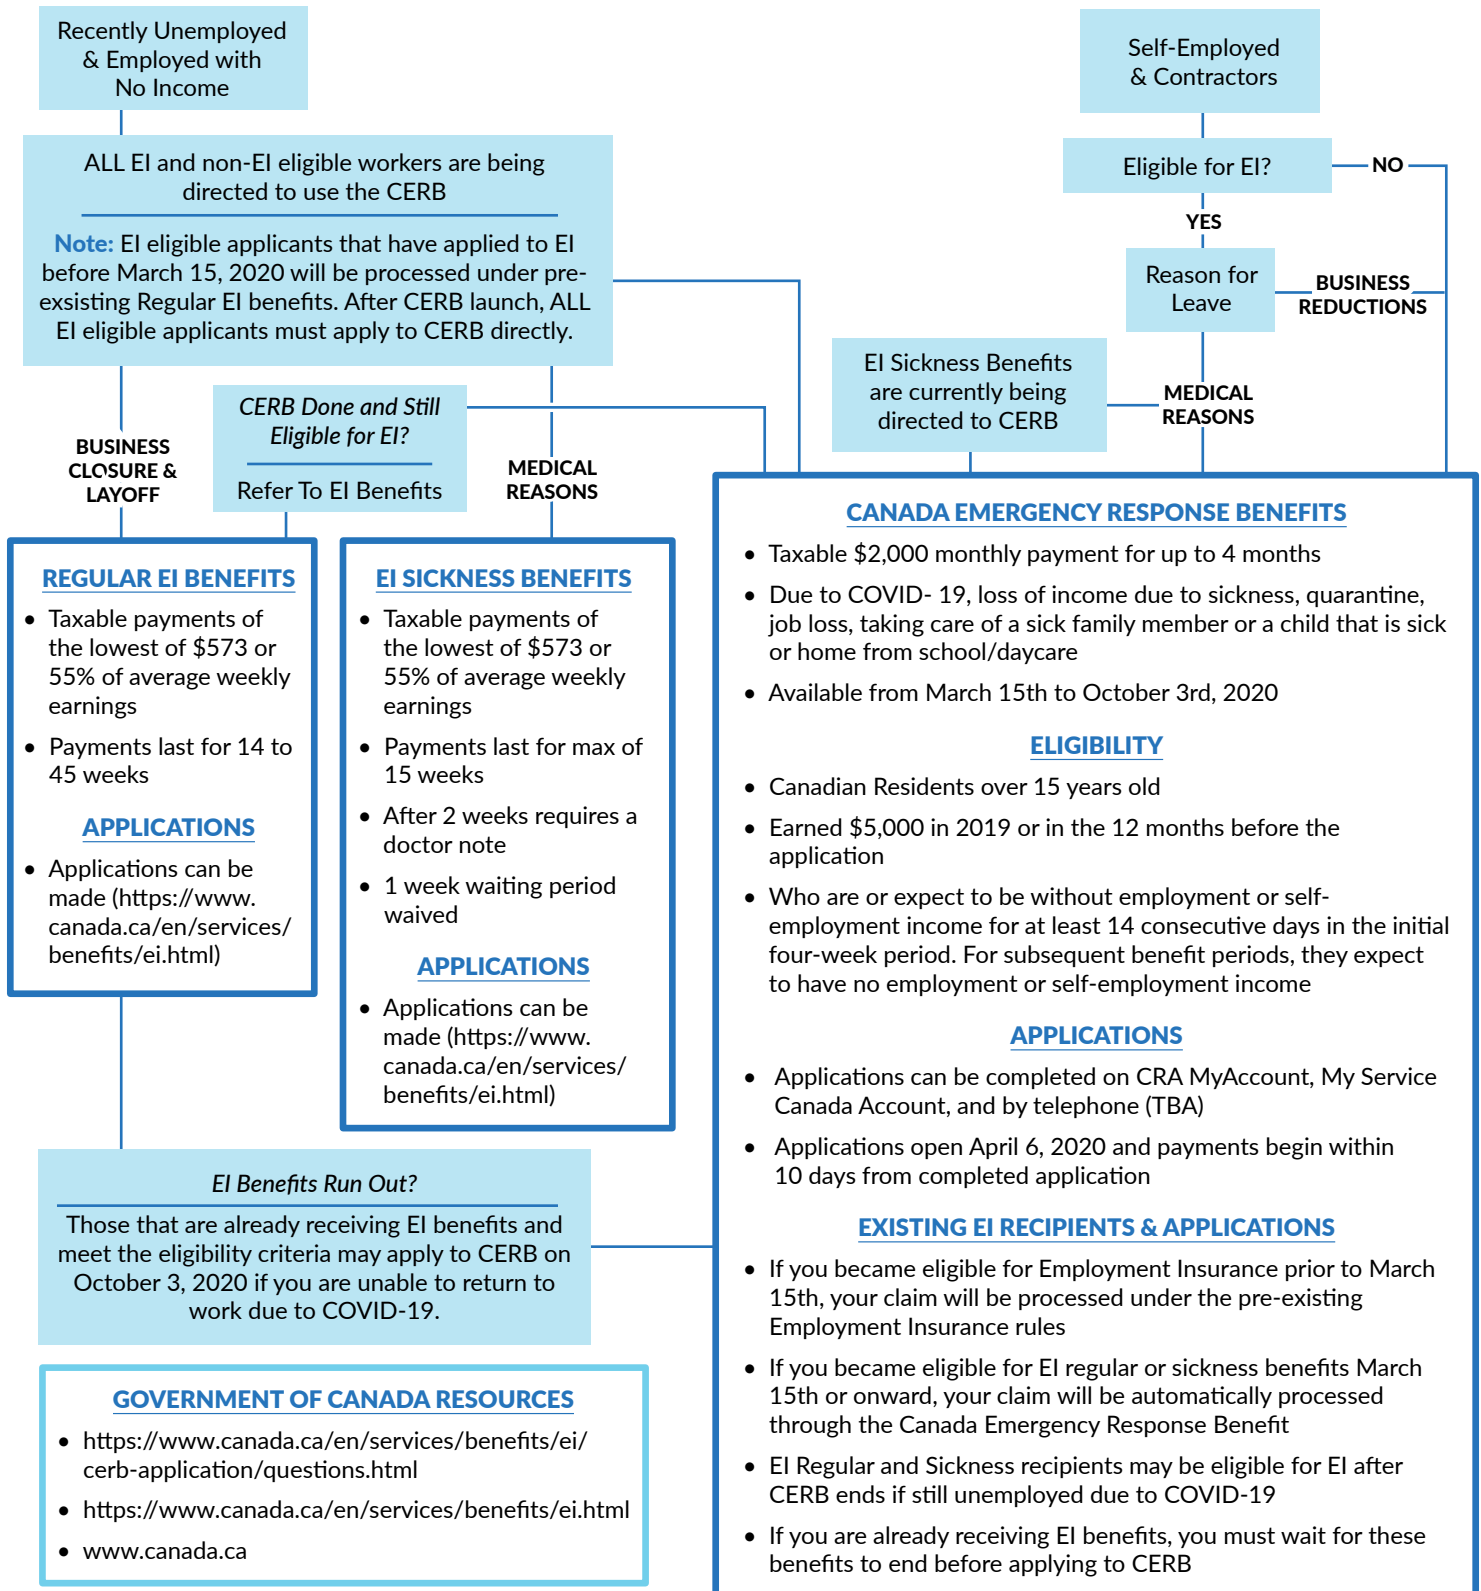 Recently Unemployed
& Employed with
No Income
Self-Employed
& Contractors
ALL EI and non-EI eligible workers are being
directed to use the CERB
Note: EI eligible applicants that have applied to EI
before March 15, 2020 will be processed under pre-
exsisting Regular EI benefits. After CERB launch, ALL
EI eligible applicants must apply to CERB directly.
Eligible for EI?
NO
YES
Reason for
Leave
BUSINESS
REDUCTIONS
EI Sickness Benefits
are currently being
directed to CERB
MEDICAL
REASONS
CERB Done and Still
Eligible for EI?
Refer To EI Benefits
BUSINESS
CLOSURE &
LAYOFF
MEDICAL
REASONS
REGULAR EI BENEFITS
• Taxable payments of
the lowest of $573 or
55% of average weekly
earnings
• Payments last for 14 to
45 weeks
APPLICATIONS
• Applications can be
made (https://www.
canada.ca/en/services/
benefits/ei.html)
EI SICKNESS BENEFITS
• Taxable payments of
the lowest of $573 or
55% of average weekly
earnings
• Payments last for max of
15 weeks
• After 2 weeks requires a
doctor note
• 1 week waiting period
waived
APPLICATIONS
• Applications can be
made (https://www.
canada.ca/en/services/
benefits/ei.html)
CANADA EMERGENCY RESPONSE BENEFITS
• Taxable $2,000 monthly payment for up to 4 months
• Due to COVID- 19, loss of income due to sickness, quarantine,
job loss, taking care of a sick family member or a child that is sick
or home from school/daycare
• Available from March 15th to October 3rd, 2020
ELIGIBILITY
• Canadian Residents over 15 years old
• Earned $5,000 in 2019 or in the 12 months before the
application
• Who are or expect to be without employment or self-
employment income for at least 14 consecutive days in the initial
four-week period. For subsequent benefit periods, they expect
to have no employment or self-employment income
APPLICATIONS
• Applications can be completed on CRA MyAccount, My Service
Canada Account, and by telephone (TBA)
• Applications open April 6, 2020 and payments begin within
10 days from completed application
EXISTING EI RECIPIENTS & APPLICATIONS
• If you became eligible for Employment Insurance prior to March
15th, your claim will be processed under the pre-existing
Employment Insurance rules
• If you became eligible for EI regular or sickness benefits March
15th or onward, your claim will be automatically processed
through the Canada Emergency Response Benefit
• EI Regular and Sickness recipients may be eligible for EI after
CERB ends if still unemployed due to COVID-19
• If you are already receiving EI benefits, you must wait for these
benefits to end before applying to CERB
EI Benefits Run Out?
Those that are already receiving EI benefits and
meet the eligibility criteria may apply to CERB on
October 3, 2020 if you are unable to return to
work due to COVID-19.
GOVERNMENT OF CANADA RESOURCES
• https://www.canada.ca/en/services/benefits/ei/
cerb-application/questions.html
• https://www.canada.ca/en/services/benefits/ei.html
• www.canada.ca